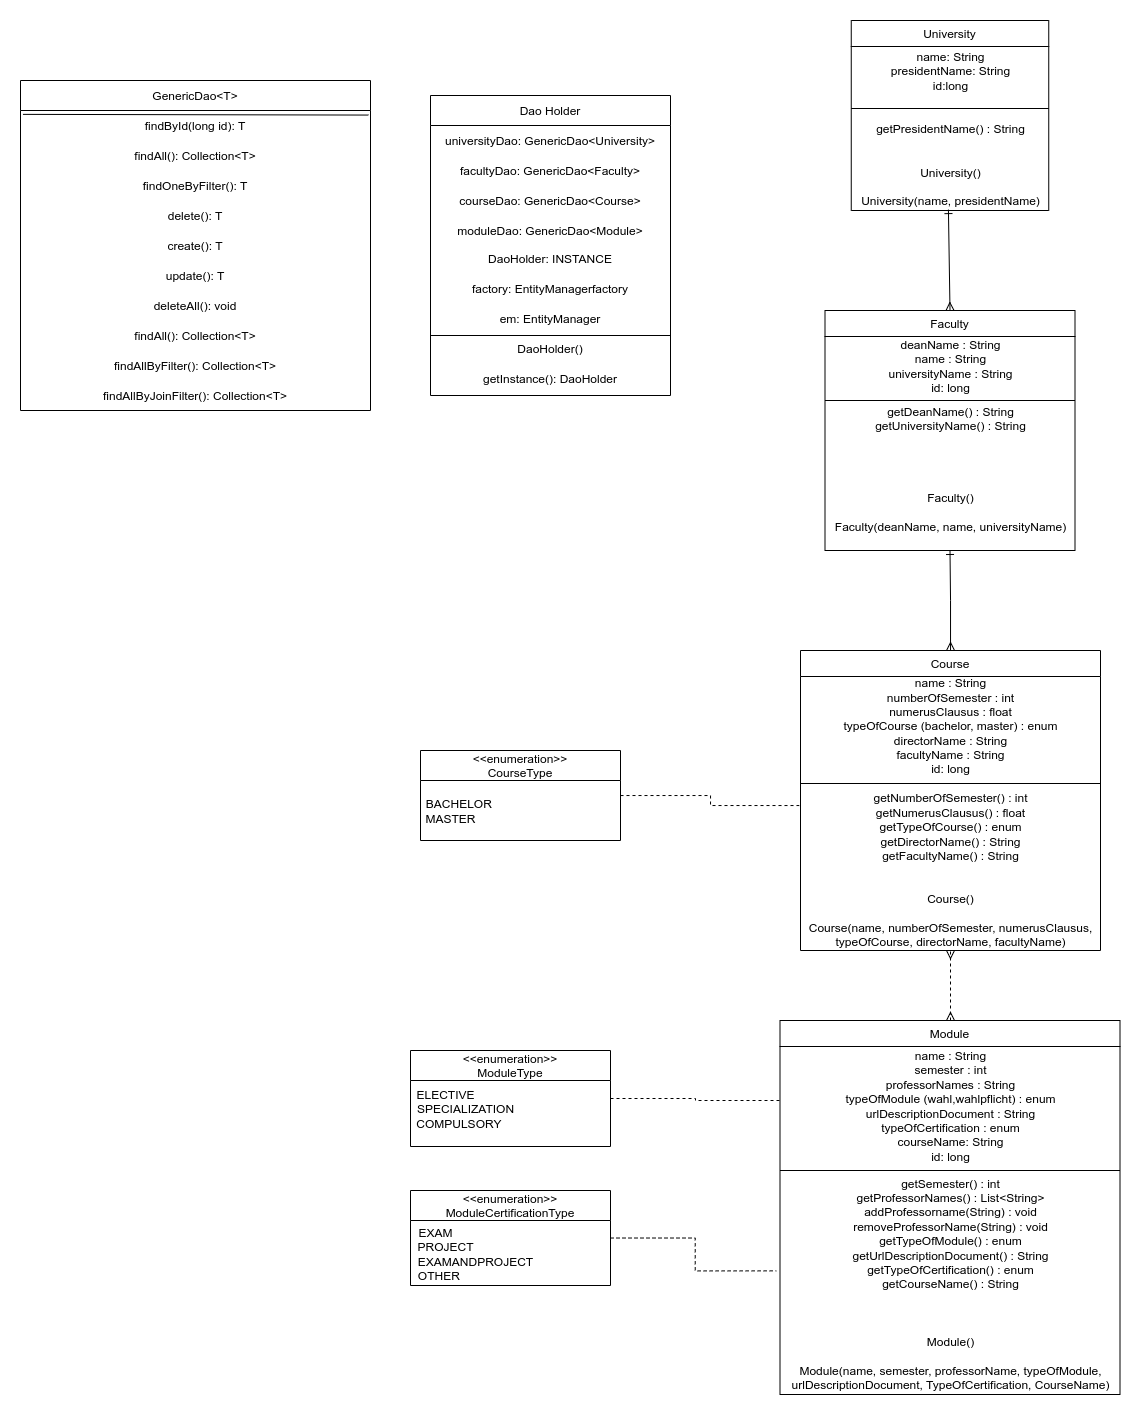 GenericDao<T>
findById(long id): T
findAll(): Collection<T>
findOneByFilter(): T
delete(): T
create(): T
update(): T
deleteAll(): void
findAll(): Collection<T>
findAllByFilter(): Collection<T>
findAllByJoinFilter(): Collection<T>
Dao Holder
universityDao: GenericDao<University>
facultyDao: GenericDao<Faculty>
courseDao: GenericDao<Course>
moduleDao: GenericDao<Module>
DaoHolder: INSTANCE
factory: EntityManagerfactory
em: EntityManager
DaoHolder()
getInstance(): DaoHolder
University
name: String
presidentName: String
id:long
getPresidentName() : String
University()
University(name, presidentName)
Faculty
deanName : String
name : String
universityName : String
id: long
getDeanName() : String
getUniversityName() : String
Faculty()
Faculty(deanName, name, universityName)
Course
name : String
numberOfSemester : int
numerusClausus : float
typeOfCourse (bachelor, master) : enum
directorName : String
facultyName : String
id: long
getNumberOfSemester() : int
getNumerusClausus() : float
getTypeOfCourse() : enum
getDirectorName() : String
getFacultyName() : String
Course()
Course(name, numberOfSemester, numerusClausus,
typeOfCourse, directorName, facultyName)
<<enumeration>>
CourseType
BACHELOR
MASTER
<<enumeration>>
ModuleType
ELECTIVE
SPECIALIZATION
COMPULSORY
<<enumeration>>
ModuleCertificationType
EXAM
PROJECT
EXAMANDPROJECT
OTHER
Module
name : String
semester : int
professorNames : String
typeOfModule (wahl,wahlpflicht) : enum
urlDescriptionDocument : String
typeOfCertification : enum
courseName: String
id: long
getSemester() : int
getProfessorNames() : List<String>
addProfessorname(String) : void
removeProfessorName(String) : void
getTypeOfModule() : enum
getUrlDescriptionDocument() : String
getTypeOfCertification() : enum
getCourseName() : String
Module()
Module(name, semester, professorName, typeOfModule,
urlDescriptionDocument, TypeOfCertification, CourseName)